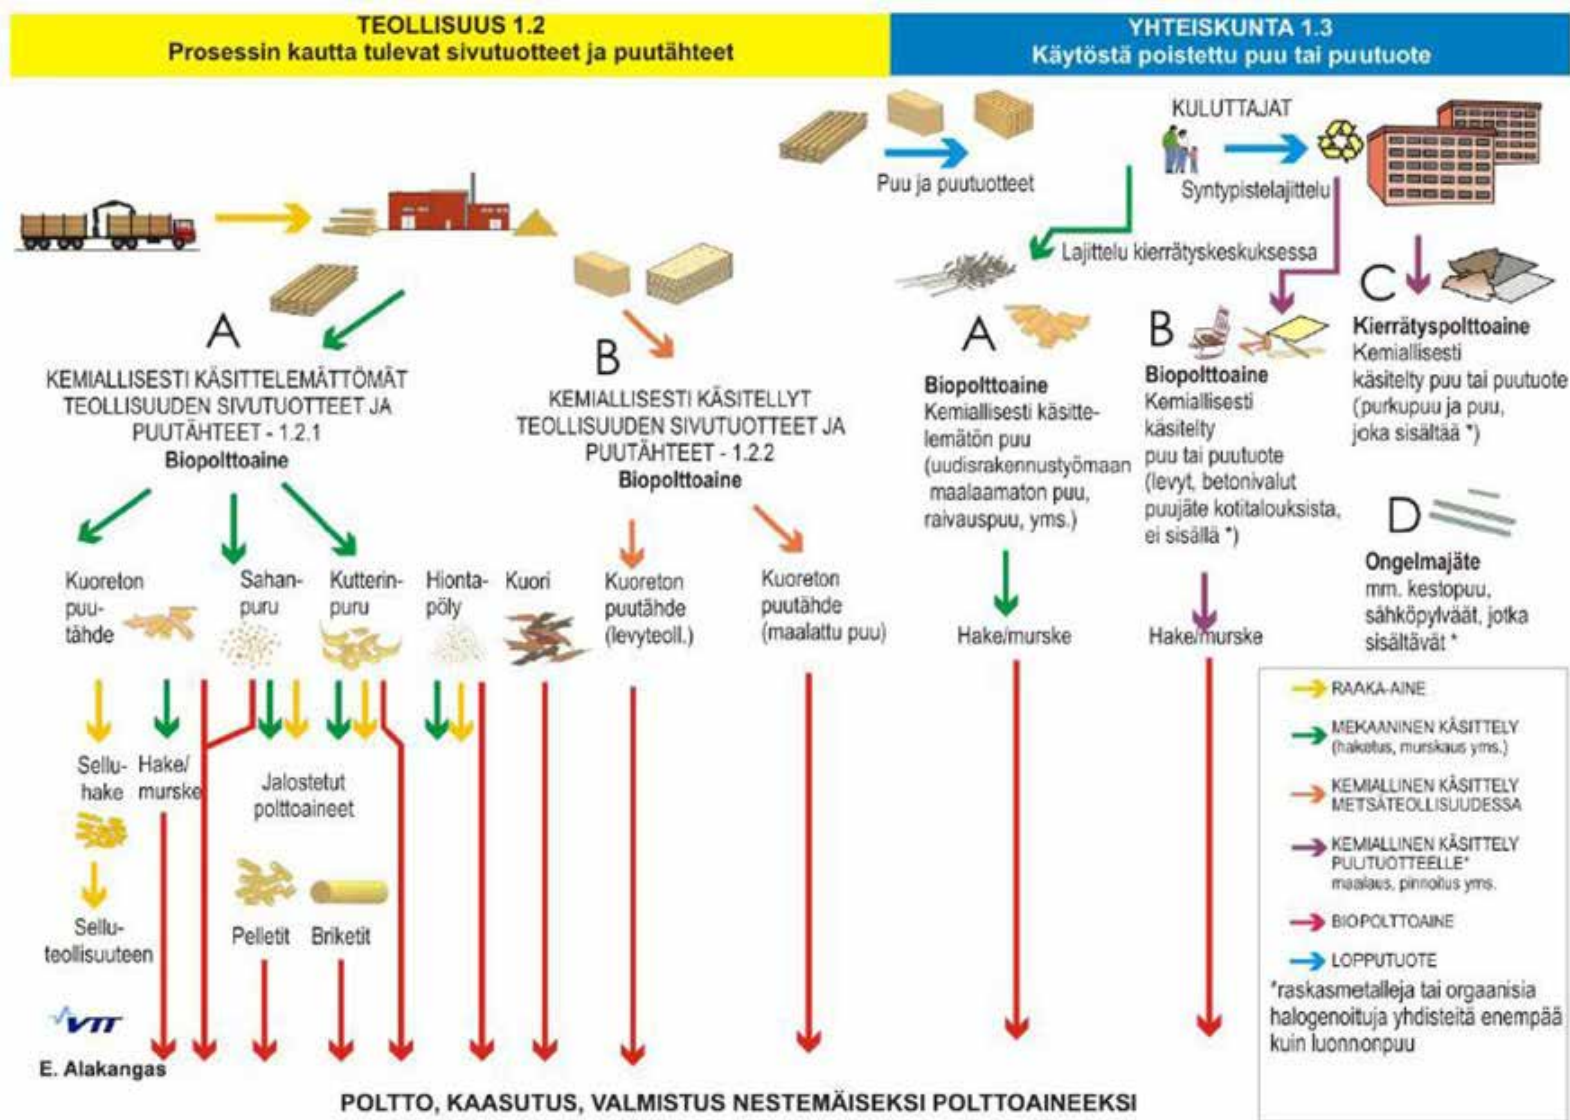 TEOLLISUUS 1.2
Prosessin kautta tulevat sivutuotteet ja puutähteet
YHTEISKUNTA 1.3
Käytöstä poistettu puu tai puutuote
Puu ja puutuotteet
KULUTTAJAT
Syntypistelajittelu
Lajittelu kierrätyskeskuksessa
A
KEMIALLISESTI KÄSITTELEMÄTTÖMÄT
TEOLLISUUDEN SIVUTUOTTEET JA
PUUTÄHTEET - 1.2.1
Biopolttoaine
B
KEMIALLISESTI KÄSITELLYT
TEOLLISUUDEN SIVUTUOTTEET JA
PUUTÄHTEET - 1.2.2
Biopolttoaine
A
Biopolttoaine
Kemiallisesti käsitte-
lemätön puu
(uudisrakennustyömaan
maalaamaton puu,
raivauspuu, yms.)
Hake/murske
B
Biopolttoaine
Kemiallisesti
käsitelty
puu tai puutuote
(levyt, betonivalut
puujäte kotitalouksista,
ei sisällä *)
Hake/murske
C
Kierrätyspolttoaine
Kemiallisesti
käsitelty puu tai puutuote
(purkupuu ja puu,
joka sisältää *)
D
Ongelmajäte
mm. kestopuu,
sähköpylväät, jotka
sisältävät *
Kuoreton
puu-
tähde
Sahan-
puru
Kutterin-
puru
Hionta-
pöly
Kuori
Kuoreton
puutähde
(levyteoll.)
Kuoreton
puutähde
(maalattu puu)
Sellu-
hake
Hake/
murske
Jalostetut
polttoaineet
Sellu-
teollisuuteen
Pelletit
Briketit
RAAKA-AINE
MEKAANINEN KÄSITTELY
(haketus, murskaus yms.)
KEMIALLINEN KÄSITTELY
METSÄTEOLLISUUDESSA
KEMIALLINEN KÄSITTELY
PUUTUOTTEELLE*
maalaus, pinnoitus yms.
BIOPOLTTOAINE
LOPPUTUOTE
*raskasmetalleja tai orgaanisia
halogenoituja yhdisteitä enempää
kuin luonnonpuu
VTT
E. Alakangas
POLTTO, KAASUTUS, VALMISTUS NESTEMÄISEKSI POLTTOAINEEKSI